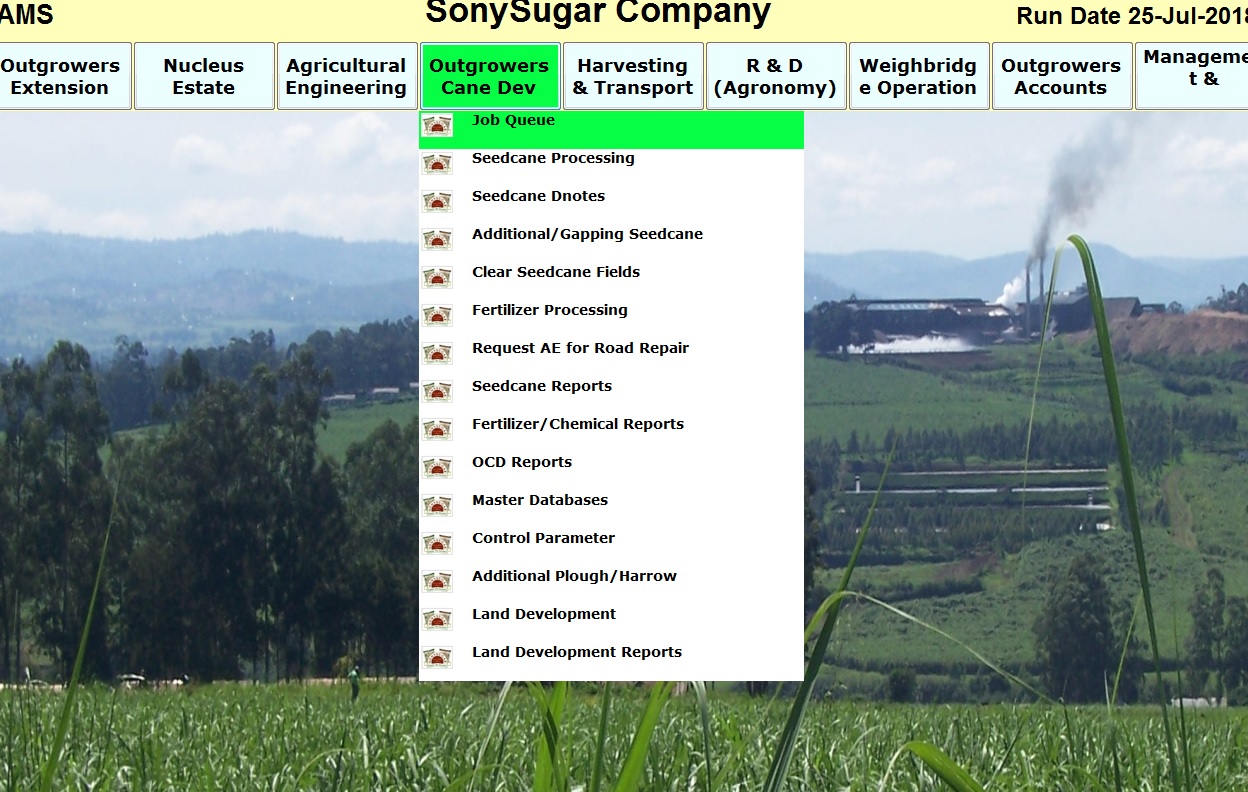 AMS
SonySugar Company
Run Date 25-Jul-2018
Outgrowers
Extension
Nucleus
Estate
Agricultural
Engineering
Outgrowers
Cane Dev
Harvesting
& Transport
R & D
(Agronomy)
Weighbridg
e Operation
Outgrowers
Accounts
Manageme
t &
Job Queue
Seedcane Processing
Seedcane Dnotes
Additional/Gapping Seedcane
Clear Seedcane Fields
Fertilizer Processing
Request AE for Road Repair
Seedcane Reports
Fertilizer/Chemical Reports
OCD Reports
Master Databases
Control Parameter
Additional Plough/Harrow
Land Development
Land Development Reports